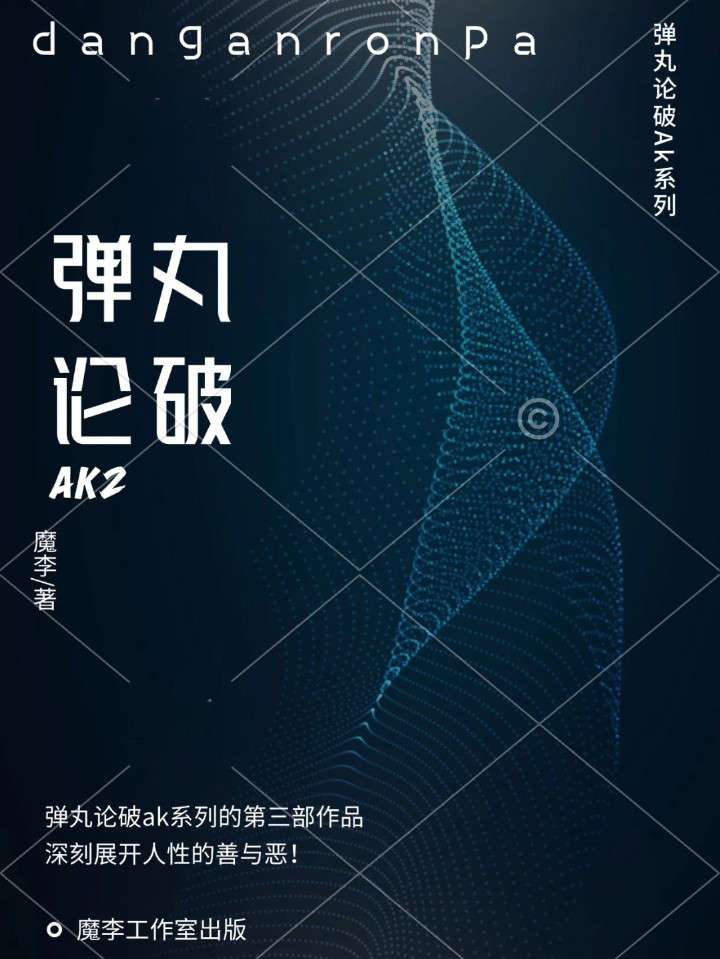 danganronpa
弹丸论破Ak系列
弹丸
论破
AK2
魔李/著
©
弹丸论破ak系列的第三部作品
深刻展开人性的善与恶！
魔李工作室出版